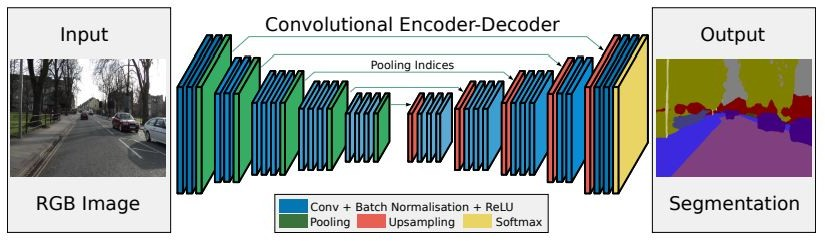 Input
RGB Image
Convolutional Encoder-Decoder
Pooling Indices
Conv + Batch Normalisation + ReLU
Pooling Upsampling Softmax
Output
Segmentation